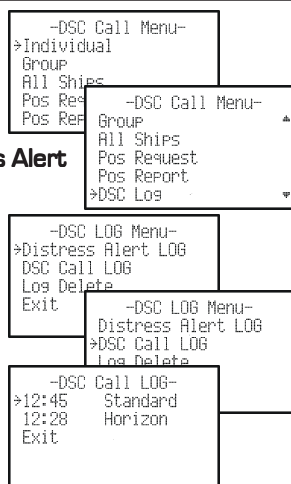 -DSC Call Menu-
→Individual
Group
All Ships
Pos Req
Pos Rep
s Alert
-DSC Call Menu-
Group
All Ships
Pos Request
Pos Report
→DSC Log
-DSC LOG Menu-
→Distress Alert LOG
DSC Call LOG
Log Delete
Exit
-DSC LOG Menu-
Distress Alert LOG
→DSC Call LOG
Log Delete
-DSC Call LOG-
→12:45 Standard
12:28 Horizon
Exit